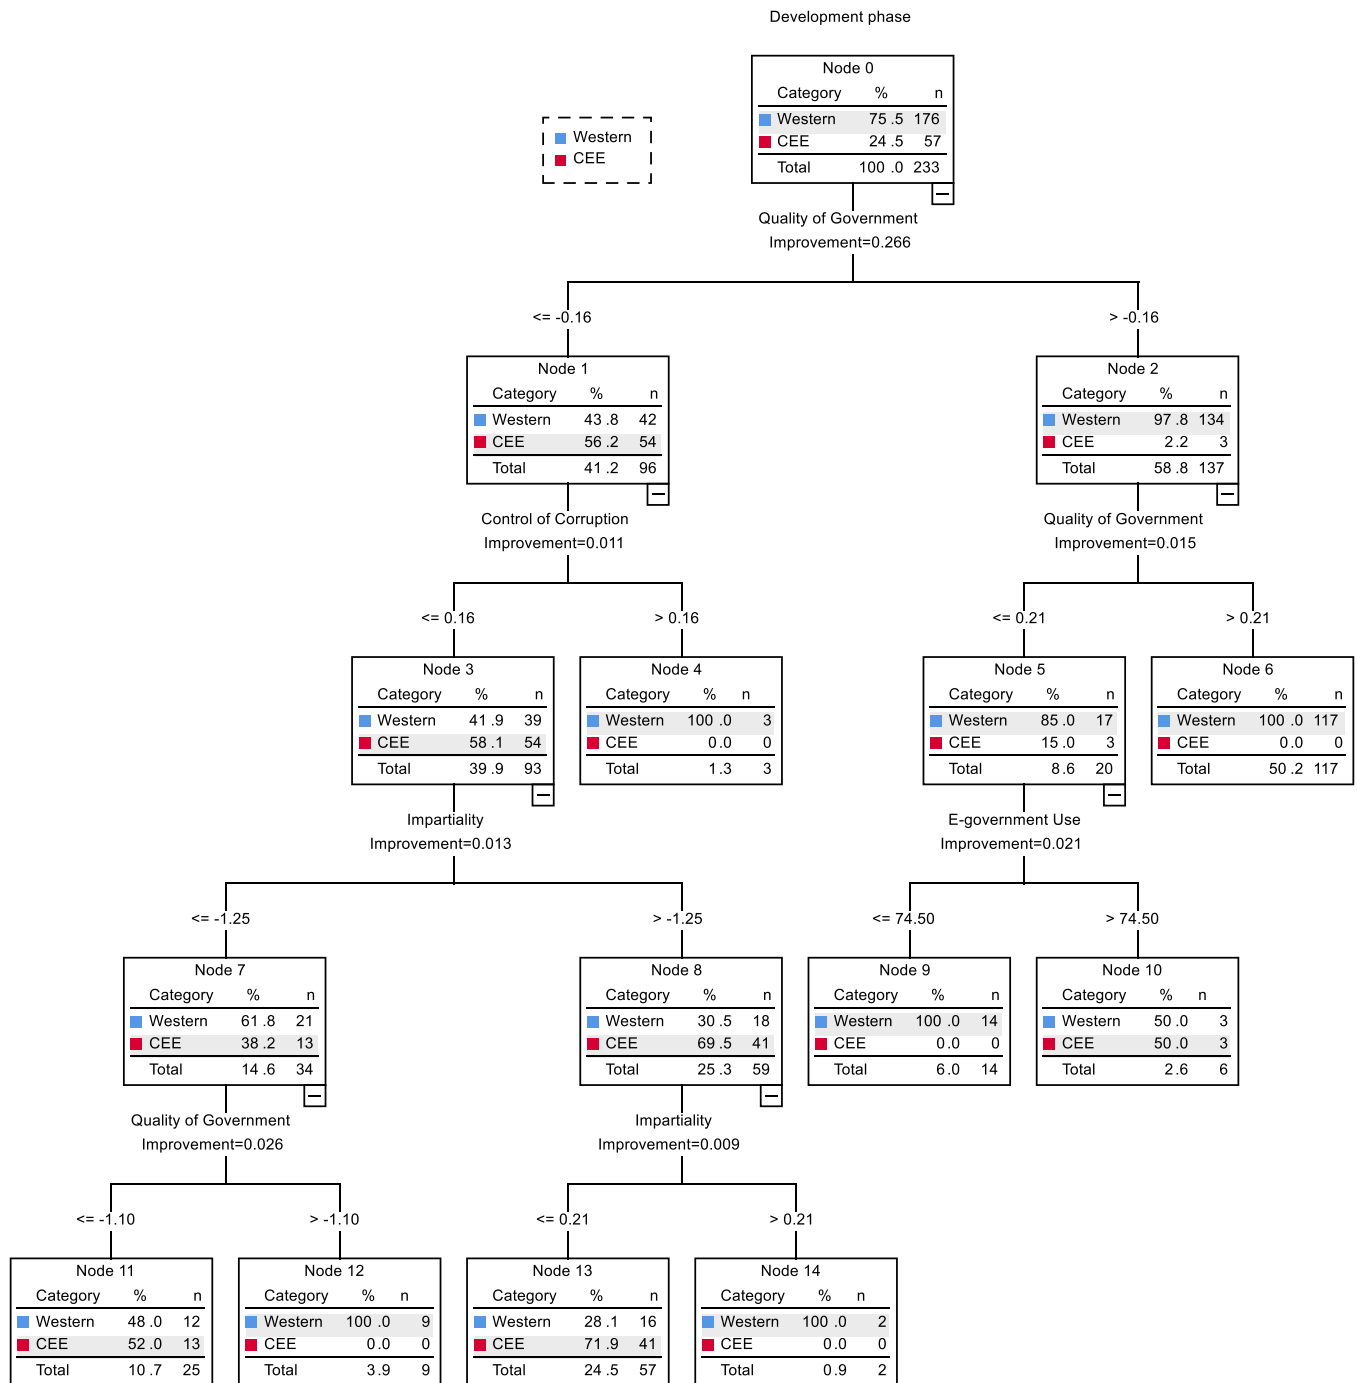 Development phase
Node 0
Category % n
Western 75 .5 176
CEE 24 .5 57
Total 100 .0 233
Western
CEE
Quality of Government
Improvement=0.266
<= -0.16
> -0.16
Node 1
Category % n
Western 43 .8 42
CEE 56 .2 54
Total 41 .2 96
Node 2
Category % n
Western 97 .8 134
CEE 2 .2 3
Total 58 .8 137
Control of Corruption
Improvement=0.011
Quality of Government
Improvement=0.015
<= 0.16
> 0.16
<= 0.21
> 0.21
Node 3
Category % n
Western 41 .9 39
CEE 58 .1 54
Total 39 .9 93
Node 4
Category % n
Western 100 .0 3
CEE 0 .0 0
Total 1 .3 3
Node 5
Category % n
Western 85 .0 17
CEE 15 .0 3
Total 8 .6 20
Node 6
Category % n
Western 100 .0 117
CEE 0 .0 0
Total 50 .2 117
Impartiality
Improvement=0.013
E-government Use
Improvement=0.021
<= -1.25
> -1.25
<= 74.50
> 74.50
Node 7
Category % n
Western 61 .8 21
CEE 38 .2 13
Total 14 .6 34
Node 8
Category % n
Western 30 .5 18
CEE 69 .5 41
Total 25 .3 59
Node 9
Category % n
Western 100 .0 14
CEE 0 .0 0
Total 6 .0 14
Node 10
Category % n
Western 50 .0 3
CEE 50 .0 3
Total 2 .6 6
Quality of Government
Improvement=0.026
Impartiality
Improvement=0.009
<= -1.10
> -1.10
<= 0.21
> 0.21
Node 11
Category % n
Western 48 .0 12
CEE 52 .0 13
Total 10 .7 25
Node 12
Category % n
Western 100 .0 9
CEE 0 .0 0
Total 3 .9 9
Node 13
Category % n
Western 28 .1 16
CEE 71 .9 41
Total 24 .5 57
Node 14
Category % n
Western 100 .0 2
CEE 0 .0 0
Total 0 .9 2